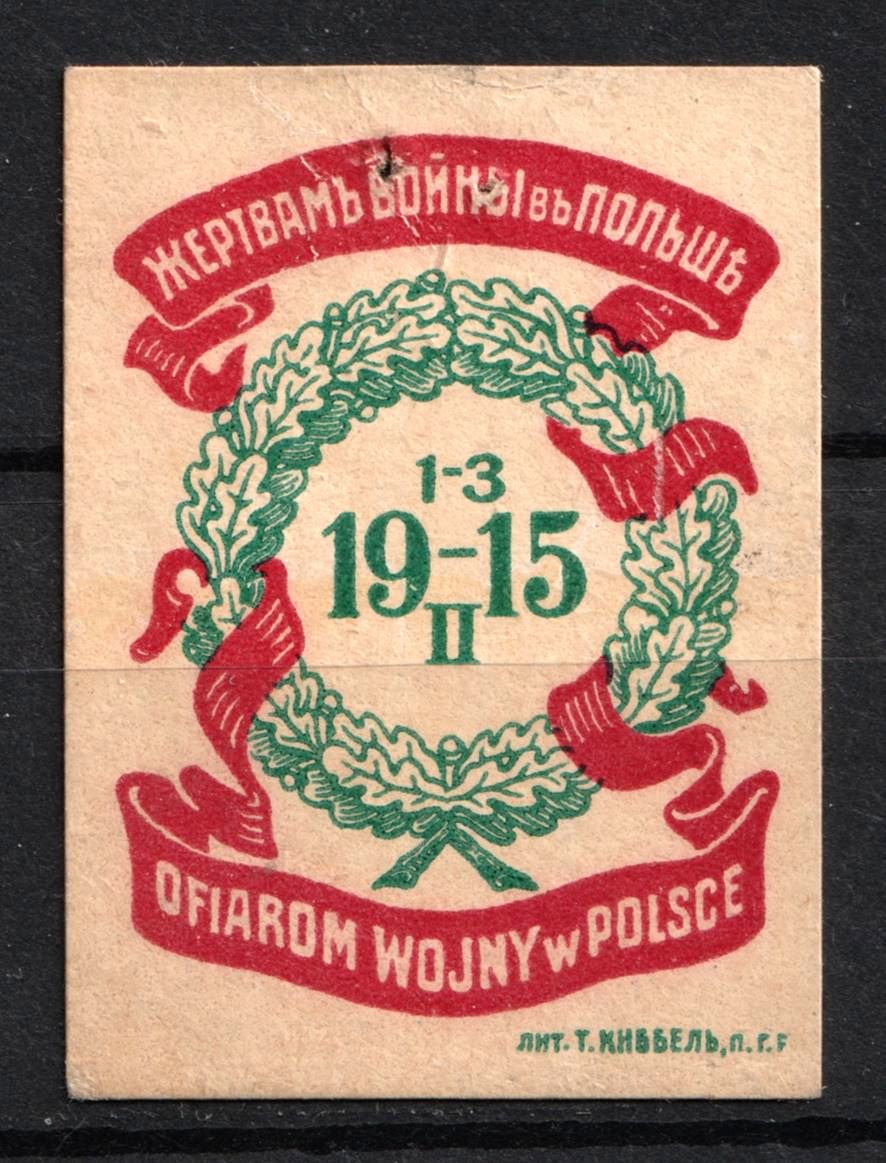 ЖЕРТВАМЪ ВОЙНЫ въ ПОЛЬШѢ
1-3
19-15
II
OFIAROM WOJNY w POLSCE
ЛИТ. Т. КИББЕЛЬ, П.Г.Р